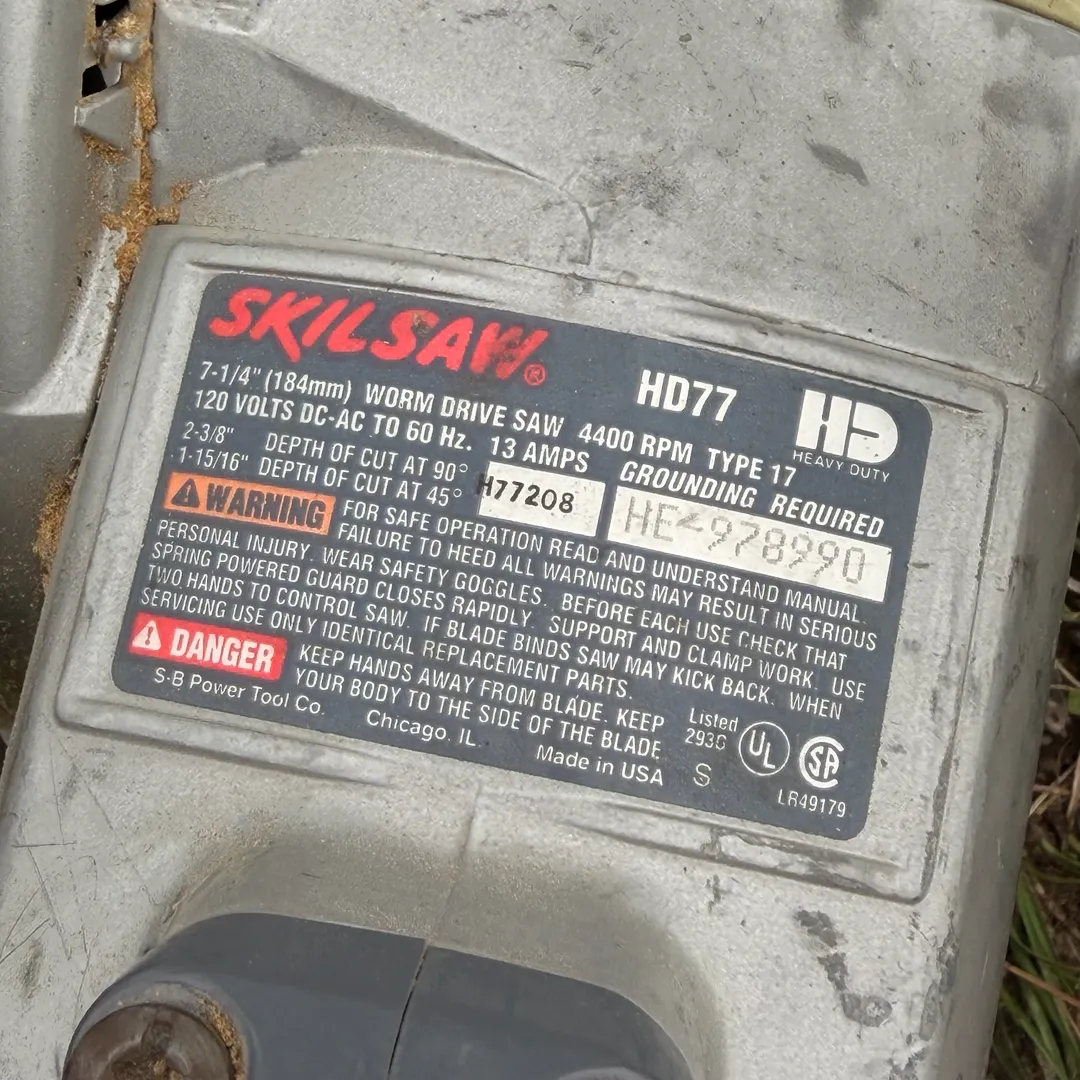 SKILSAW®
HD77
HD
HEAVY DUTY
7-1/4" (184mm) WORM DRIVE SAW 4400 RPM TYPE 17
120 VOLTS DC-AC TO 60 Hz. 13 AMPS GROUNDING REQUIRED
2-3/8" DEPTH OF CUT AT 90°
1-15/16" DEPTH OF CUT AT 45°
H77208
HE 978990
WARNING FOR SAFE OPERATION READ AND UNDERSTAND MANUAL.
FAILURE TO HEED ALL WARNINGS MAY RESULT IN SERIOUS
PERSONAL INJURY. WEAR SAFETY GOGGLES. BEFORE EACH USE CHECK THAT
SPRING POWERED GUARD CLOSES RAPIDLY. SUPPORT AND CLAMP WORK. USE
TWO HANDS TO CONTROL SAW. IF BLADE BINDS SAW MAY KICK BACK. WHEN
SERVICING USE ONLY IDENTICAL REPLACEMENT PARTS.
DANGER KEEP HANDS AWAY FROM BLADE. KEEP
YOUR BODY TO THE SIDE OF THE BLADE
S-B Power Tool Co. Chicago, IL. Made in USA
Listed
293G
S
UL
SA
LR49179